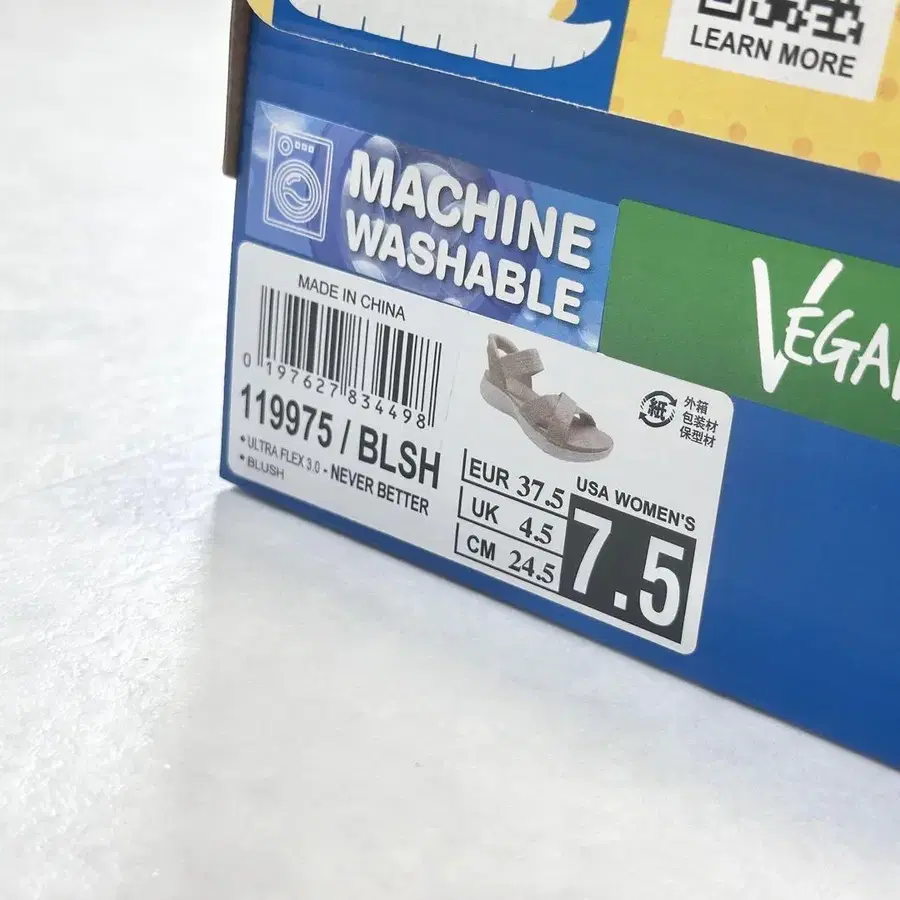 LEARN MORE
MACHINE
WASHABLE
VEGA
MADE IN CHINA
0 197627 834498
119975 / BLSH
• ULTRA FLEX 3.0 - NEVER BETTER
• BLUSH
紙
外箱
包装材
保型材
EUR 37.5
UK 4.5
CM 24.5
USA WOMEN'S
7.5